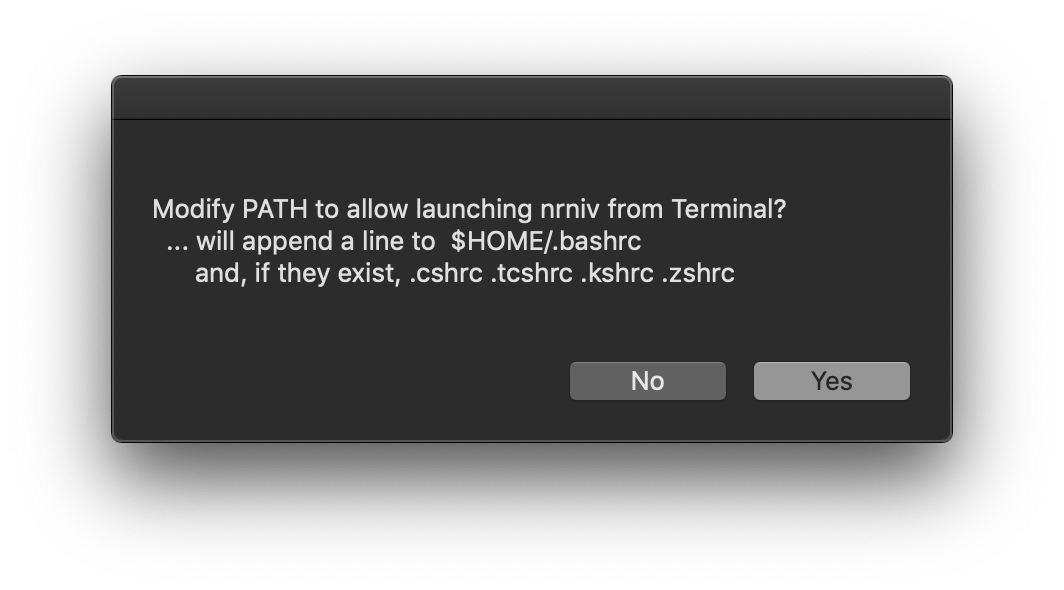 Modify PATH to allow launching nrniv from Terminal?
... will append a line to  $HOME/.bashrc
and, if they exist, .cshrc .tcshrc .kshrc .zshrc
No
Yes